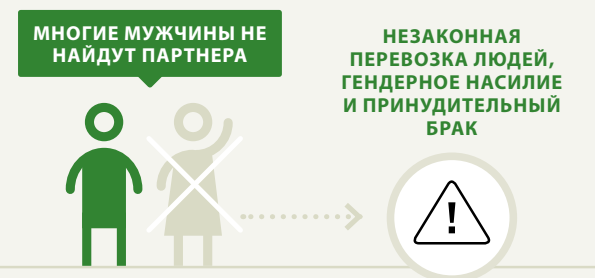 МНОГИЕ МУЖЧИНЫ НЕ
НАЙДУТ ПАРТНЕРА
НЕЗАКОННАЯ
ПЕРЕВОЗКА ЛЮДЕЙ,
ГЕНДЕРНОЕ НАСИЛИЕ
И ПРИНУДИТЕЛЬНЫЙ
БРАК
!